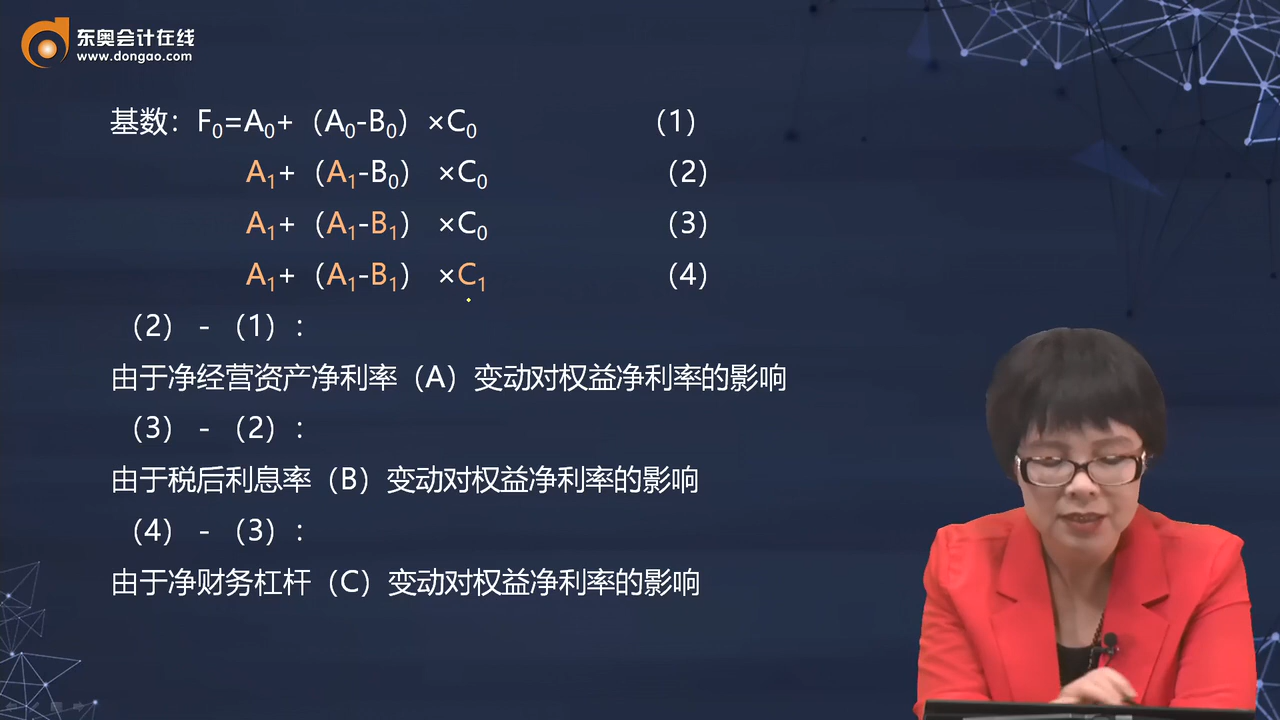 东奥会计在线
www.dongao.com
基数：F₀=A₀+（A₀-B₀）×C₀ （1）
A₁+（A₁-B₀） ×C₀ （2）
A₁+（A₁-B₁） ×C₀ （3）
A₁+（A₁-B₁） ×C₁ （4）
（2） - （1）：
由于净经营资产净利率（A）变动对权益净利率的影响
（3） - （2）：
由于税后利息率（B）变动对权益净利率的影响
（4） - （3）：
由于净财务杠杆（C）变动对权益净利率的影响